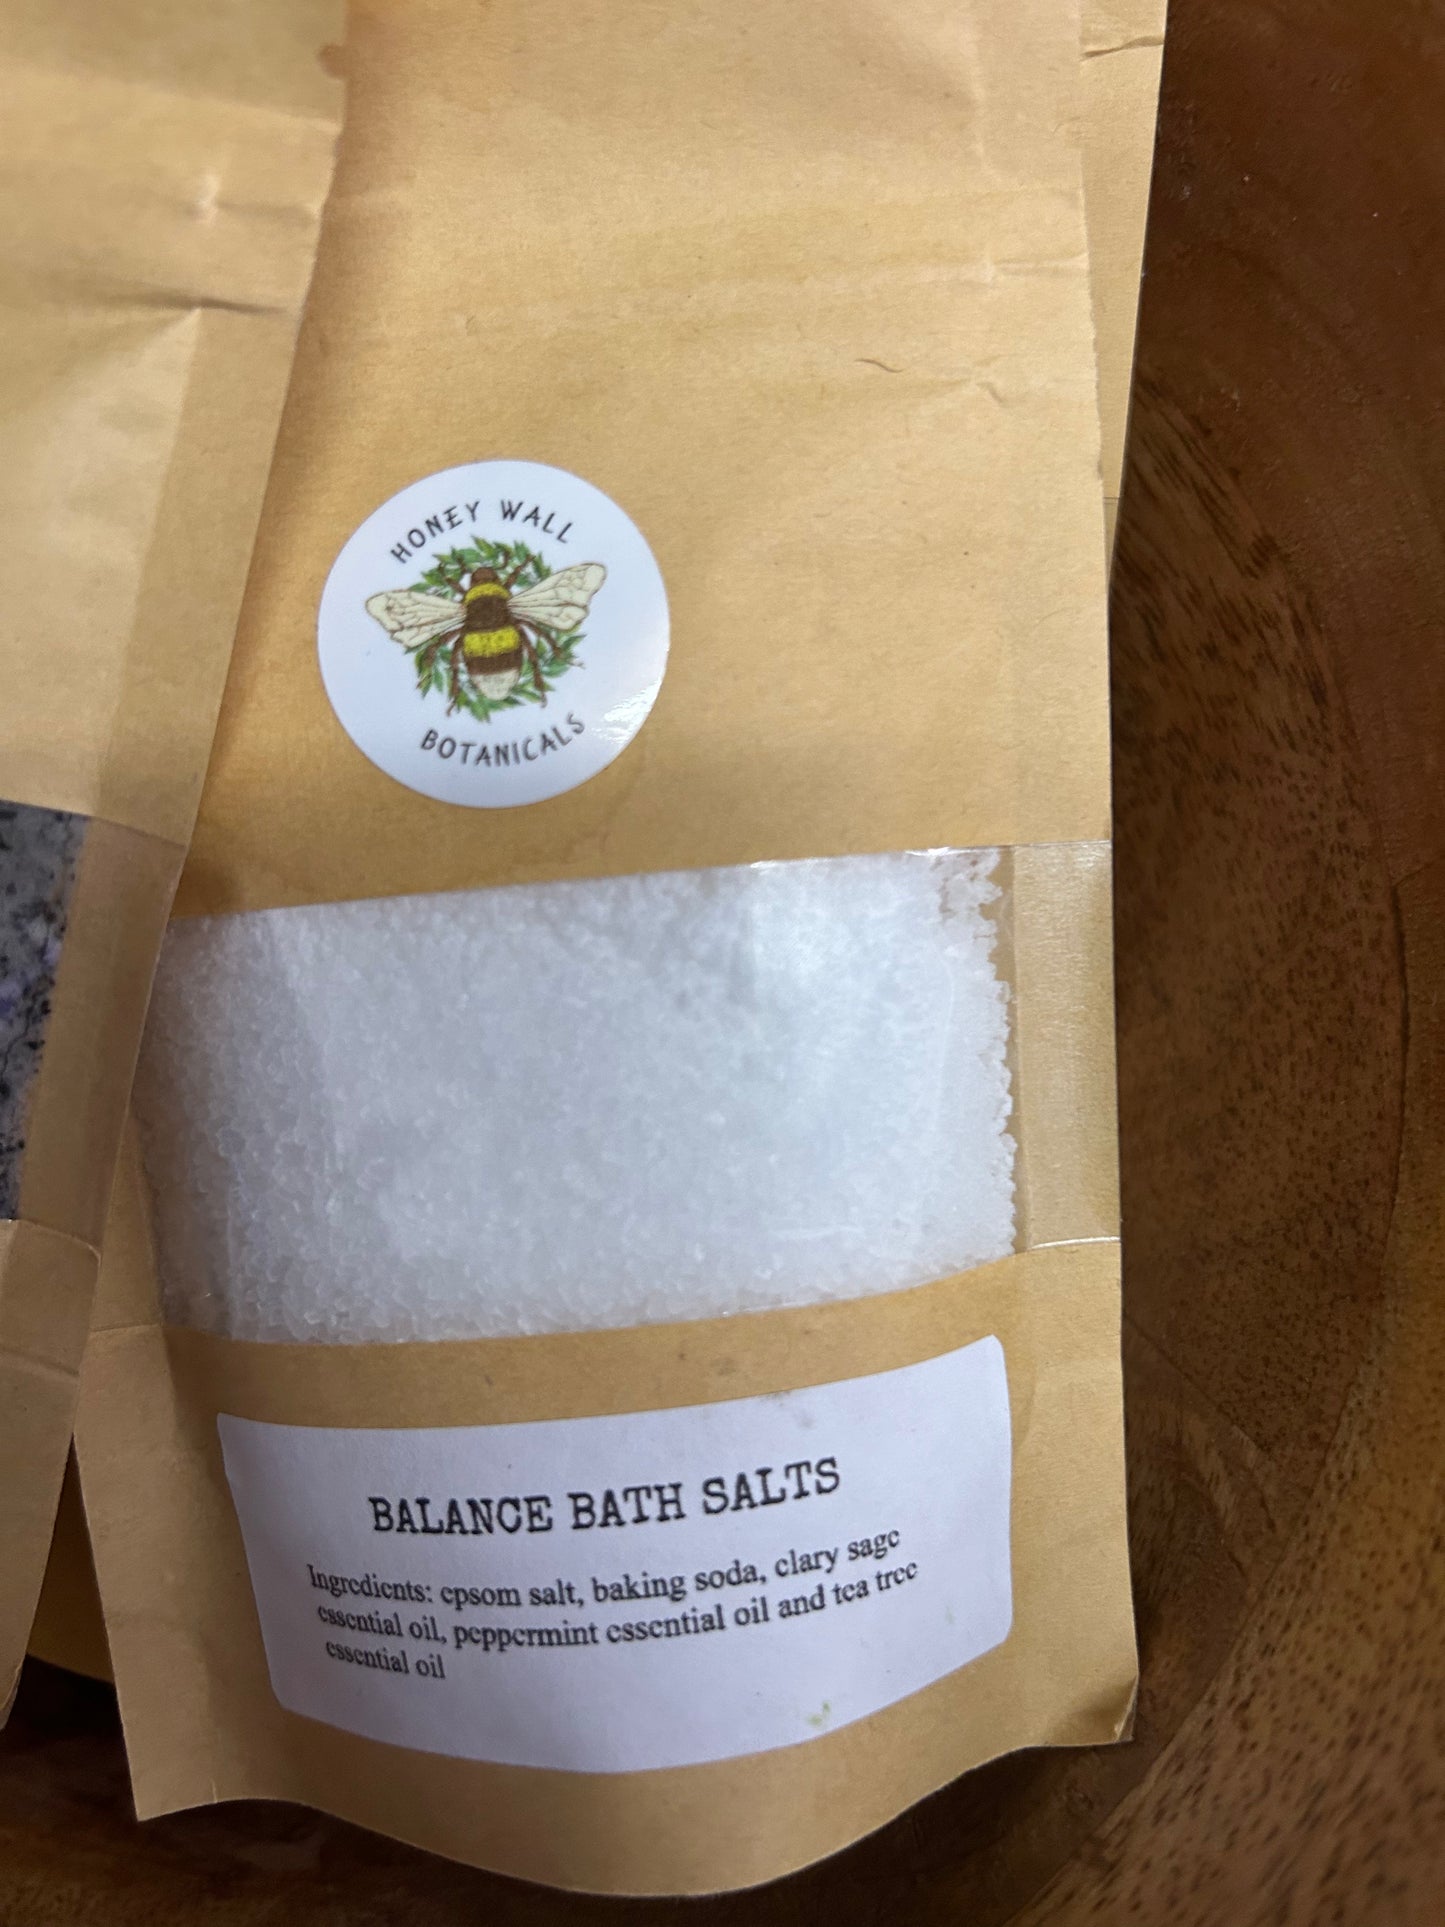 HONEY WALL
BOTANICALS
BALANCE BATH SALTS
Ingredients: epsom salt, baking soda, clary sage
essential oil, peppermint essential oil and tea tree
essential oil